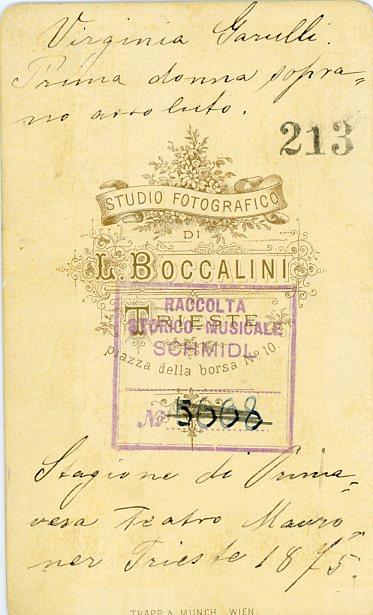 Virginia Garulli.
Prima donna sopra=
no assoluto.
213
STUDIO FOTOGRAFICO
DI
L. BOCCALINI
TRIESTE
piazza della borsa No 10.
RACCOLTA
STORICO-MUSICALE
SCHMIDL
No
Stagione di Prima=
vera Teatro Mauro=
ner Trieste 1875.
TRAPP & MÜNCH, WIEN.